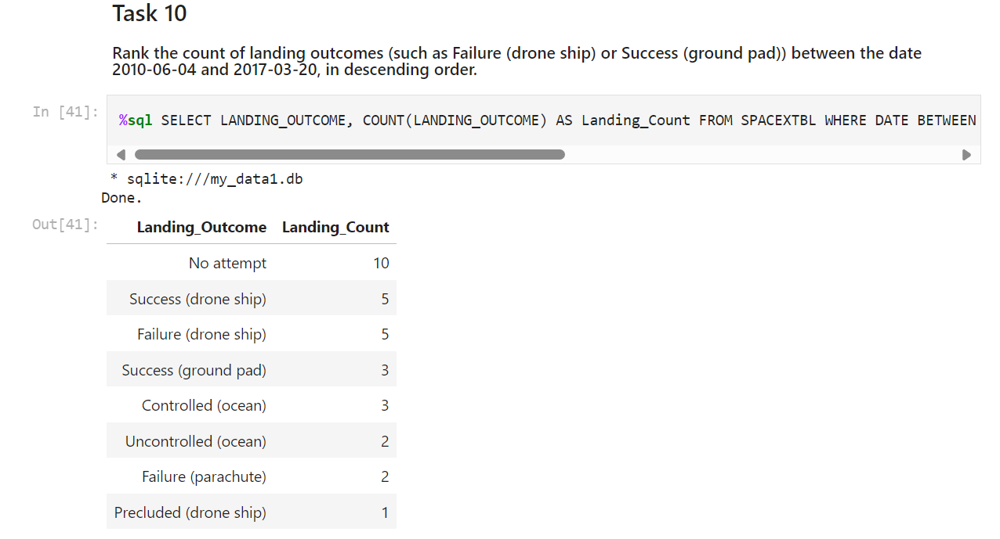 Task 10
Rank the count of landing outcomes (such as Failure (drone ship) or Success (ground pad)) between the date
2010-06-04 and 2017-03-20, in descending order.
In [41]: %sql SELECT LANDING_OUTCOME, COUNT(LANDING_OUTCOME) AS Landing_Count FROM SPACEXTBL WHERE DATE BETWEEN
* sqlite:///my_data1.db
Done.
Out[41]: Landing_Outcome Landing_Count
No attempt 10
Success (drone ship) 5
Failure (drone ship) 5
Success (ground pad) 3
Controlled (ocean) 3
Uncontrolled (ocean) 2
Failure (parachute) 2
Precluded (drone ship) 1